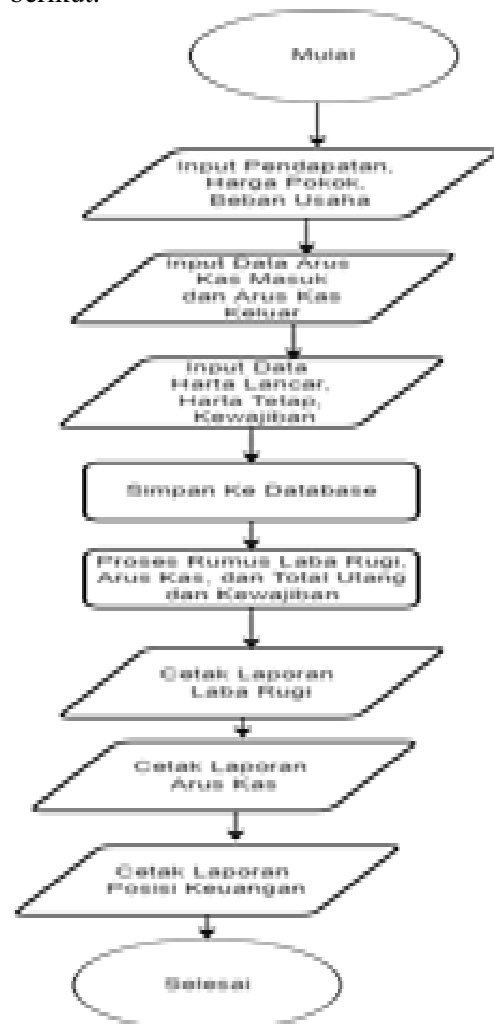 berikut:
Mulai
Input Pendapatan,
Harga Pokok,
Beban Usaha
Input Data Arus
Kas Masuk
dan Arus Kas
Keluar
Input Data
Harta Lancar,
Harta Tetap,
Kewajiban
Simpan Ke Database
Proses Rumus Laba Rugi,
Arus Kas, dan Total Utang
dan Kewajiban
Cetak Laporan
Laba Rugi
Cetak Laporan
Arus Kas
Cetak Laporan
Posisi Keuangan
Selesai